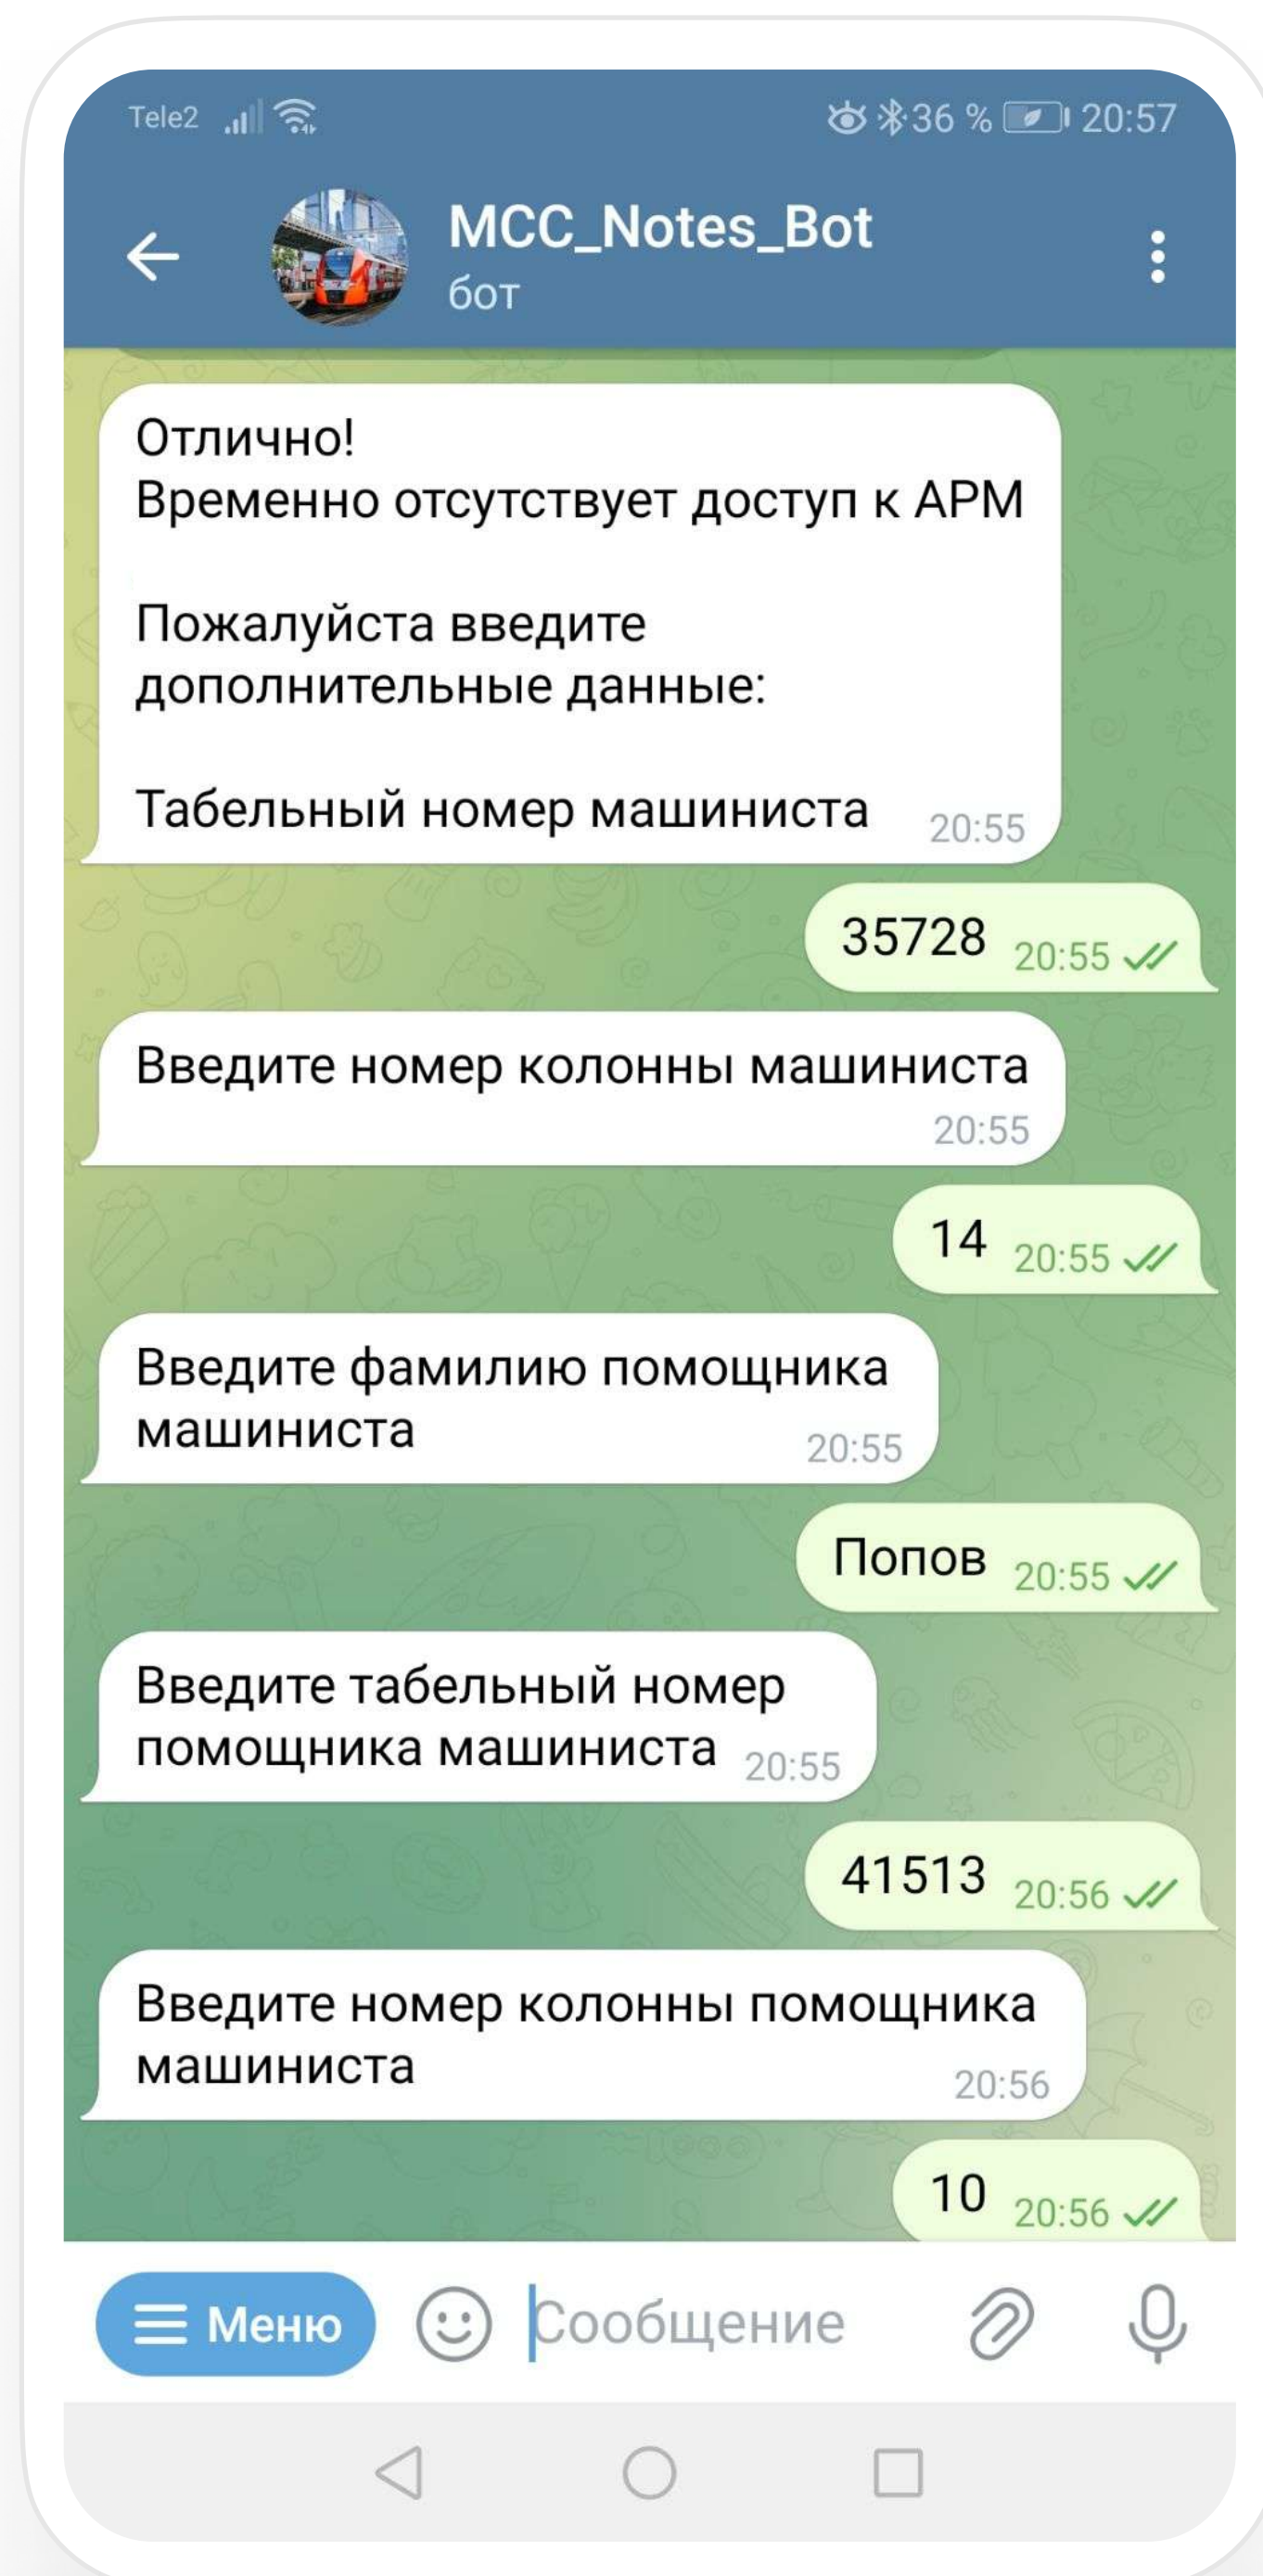 Tele2 36 % 20:57
MCC_Notes_Bot
бот
Отлично!
Временно отсутствует доступ к АРМ
Пожалуйста введите
дополнительные данные:
Табельный номер машиниста 20:55
35728 20:55
Введите номер колонны машиниста
20:55
14 20:55
Введите фамилию помощника
машиниста 20:55
Попов 20:55
Введите табельный номер
помощника машиниста 20:55
41513 20:56
Введите номер колонны помощника
машиниста 20:56
10 20:56
Меню Сообщение